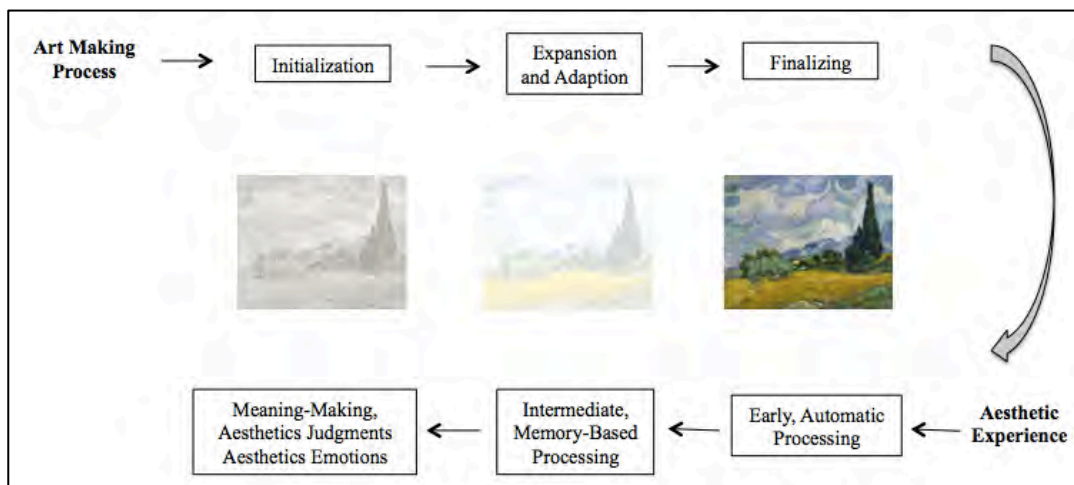 Art Making
Process
Initialization
Expansion
and Adaption
Finalizing
Meaning-Making,
Aesthetics Judgments
Aesthetics Emotions
Intermediate,
Memory-Based
Processing
Early, Automatic
Processing
Aesthetic
Experience